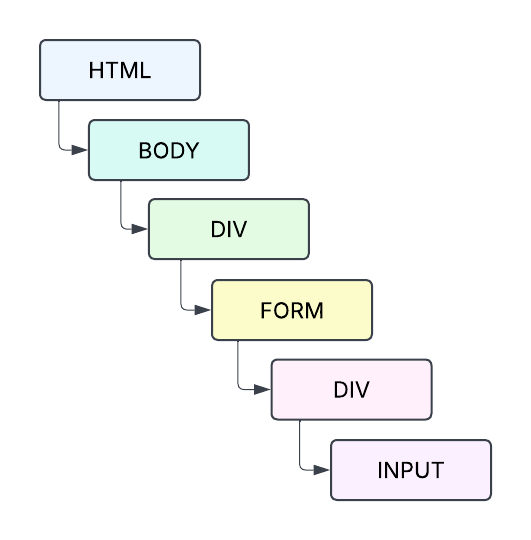 HTML
BODY
DIV
FORM
DIV
INPUT